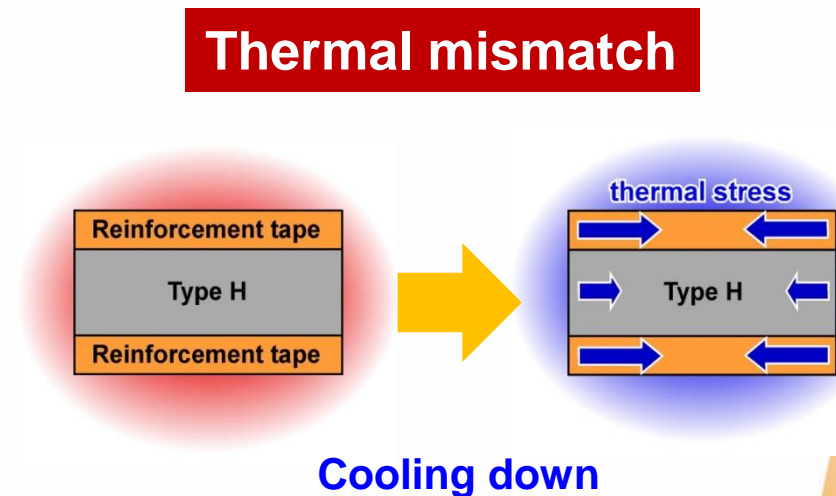 Thermal mismatch
Reinforcement tape
Type H
Reinforcement tape
thermal stress
Type H
Cooling down